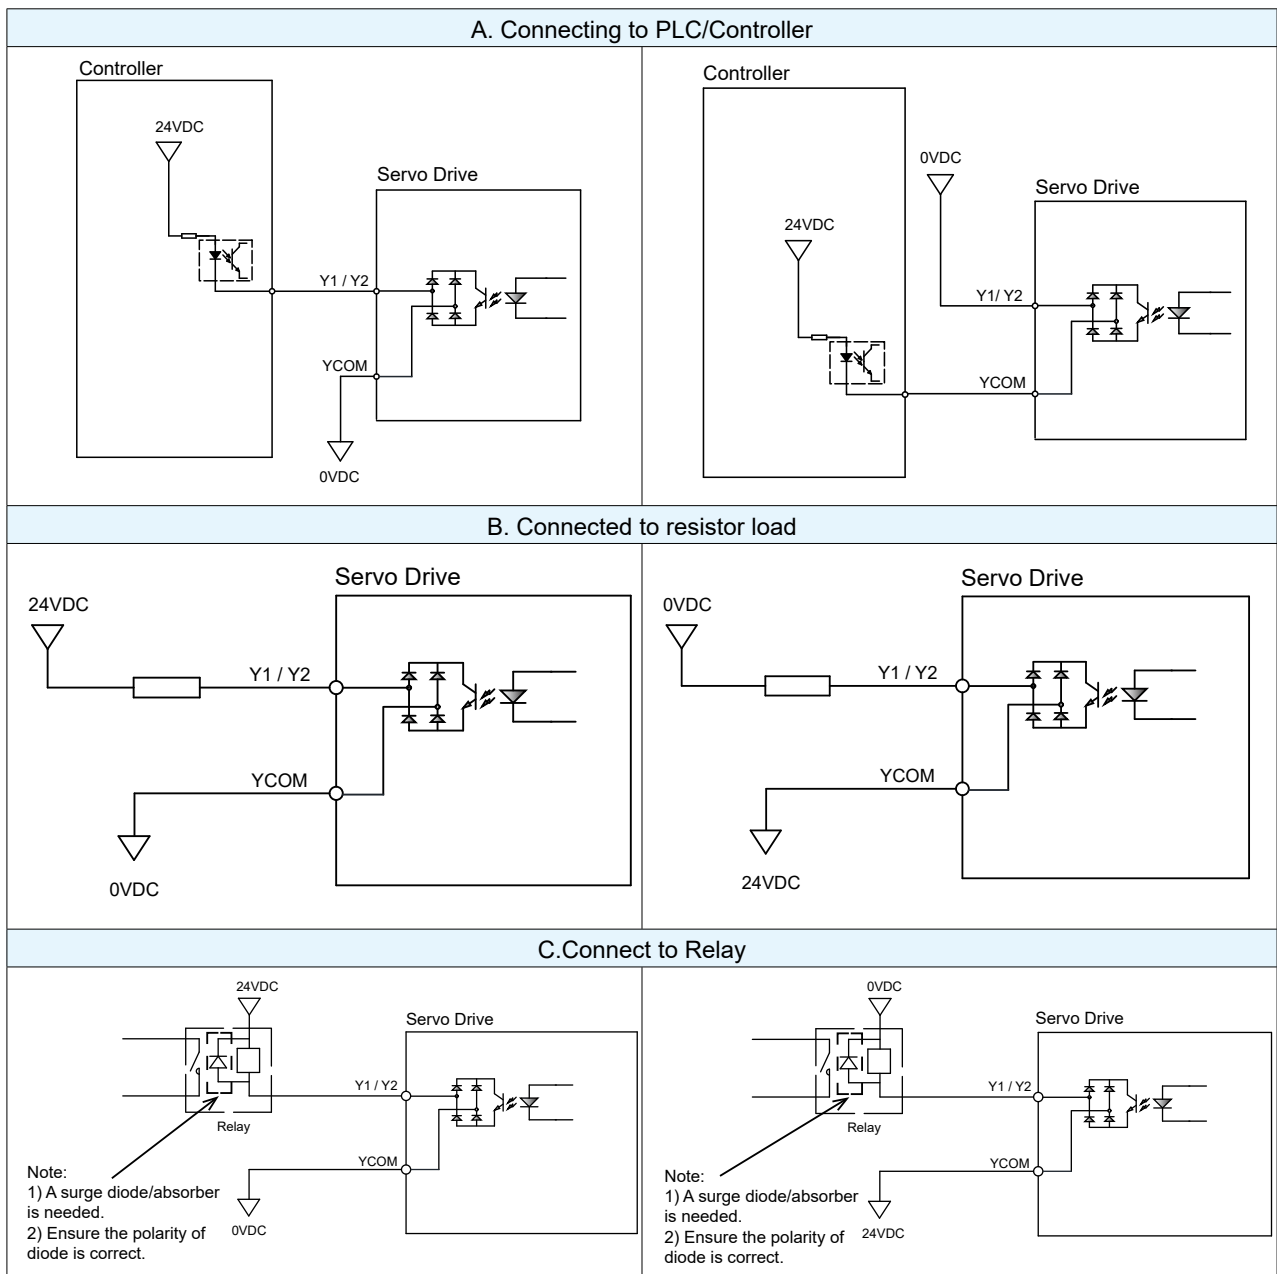 A. Connecting to PLC/Controller
Controller
24VDC
Servo Drive
Y1 / Y2
YCOM
0VDC
Controller
0VDC
Servo Drive
24VDC
Y1/ Y2
YCOM
B. Connected to resistor load
Servo Drive
24VDC
Y1 / Y2
YCOM
0VDC
Servo Drive
0VDC
Y1 / Y2
YCOM
24VDC
C.Connect to Relay
24VDC
Servo Drive
Y1 / Y2
Relay
YCOM
Note:
1) A surge diode/absorber
is needed.
2) Ensure the polarity of
diode is correct.
0VDC
0VDC
Servo Drive
Y1 / Y2
Relay
YCOM
Note:
1) A surge diode/absorber
is needed.
2) Ensure the polarity of
diode is correct.
24VDC